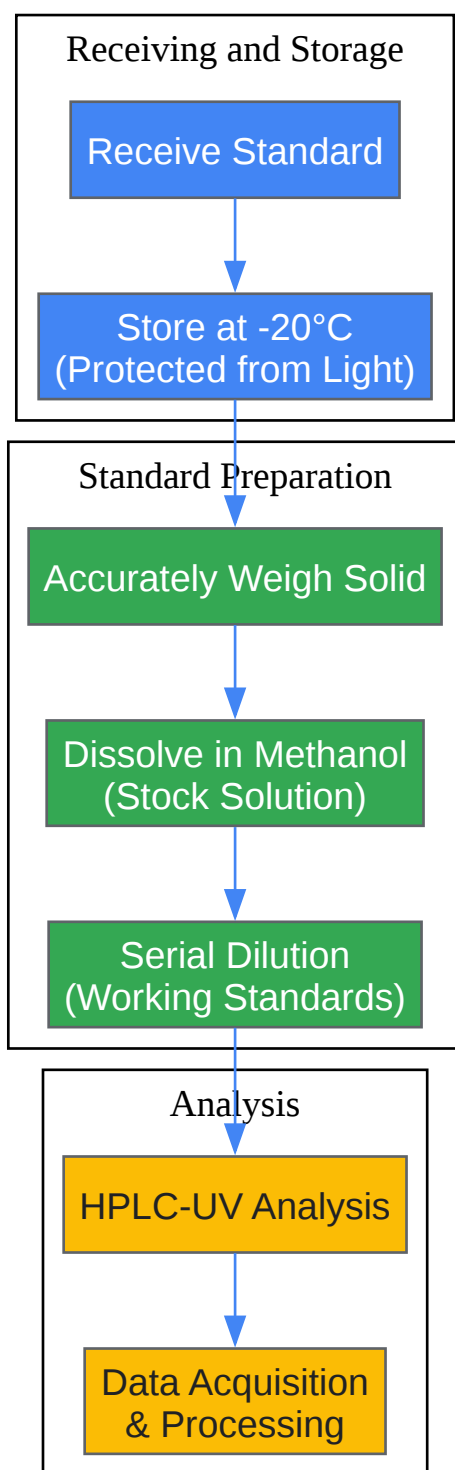 Receiving and Storage
Receive Standard
Store at -20°C
(Protected from Light)
Standard Preparation
Accurately Weigh Solid
Dissolve in Methanol
(Stock Solution)
Serial Dilution
(Working Standards)
Analysis
HPLC-UV Analysis
Data Acquisition
& Processing